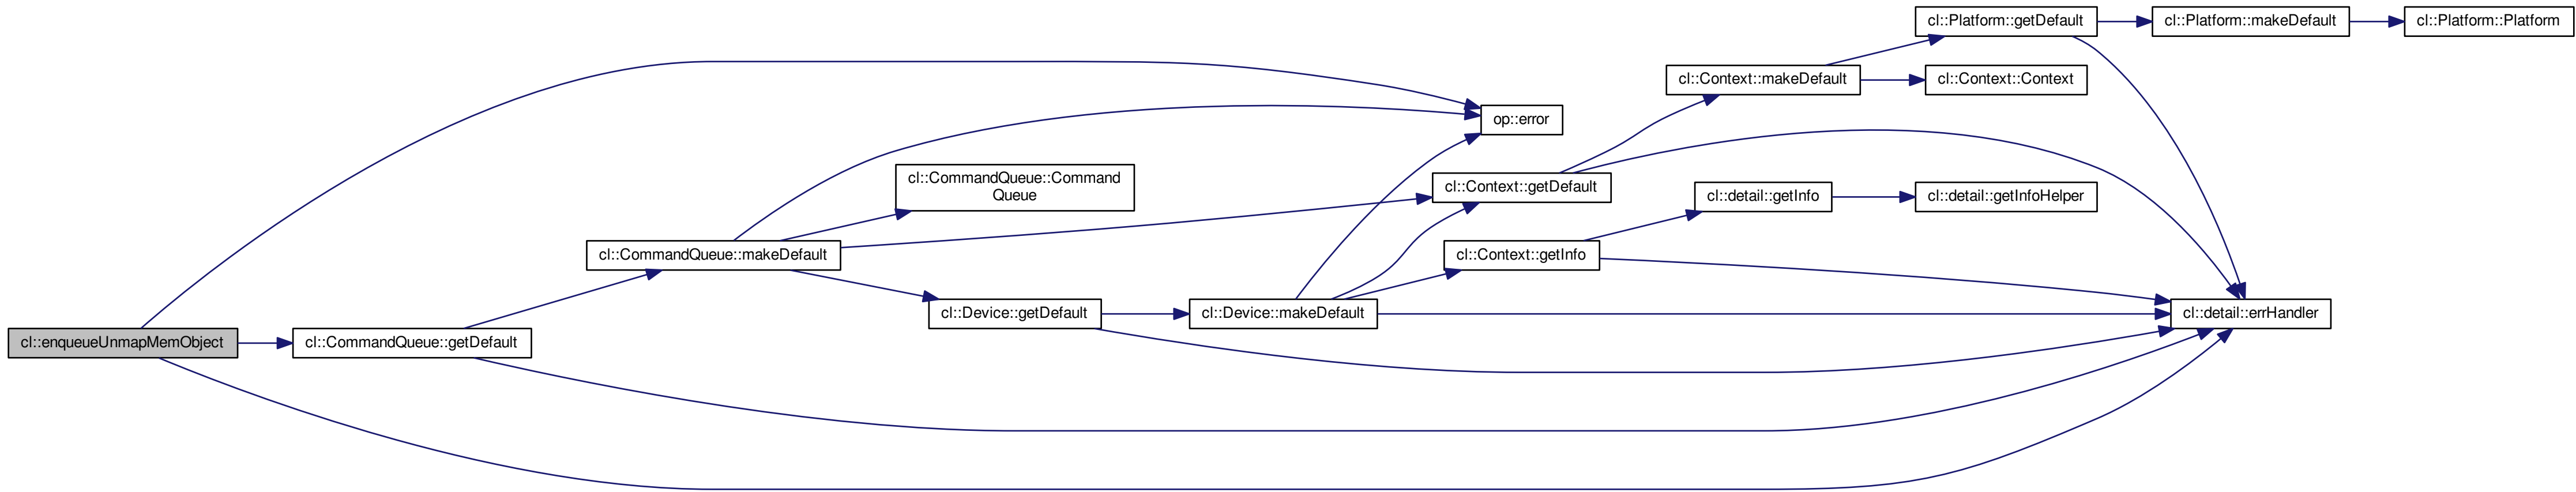 cl::Platform::getDefault
cl::Platform::makeDefault
cl::Platform::Platform
cl::Context::makeDefault
cl::Context::Context
op::error
cl::CommandQueue::Command
Queue
cl::Context::getDefault
cl::detail::getInfo
cl::detail::getInfoHelper
cl::CommandQueue::makeDefault
cl::Context::getInfo
cl::Device::getDefault
cl::Device::makeDefault
cl::detail::errHandler
cl::enqueueUnmapMemObject
cl::CommandQueue::getDefault